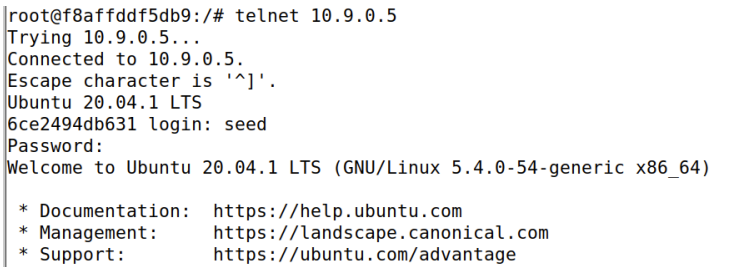 root@f8affddf5db9:/# telnet 10.9.0.5
Trying 10.9.0.5...
Connected to 10.9.0.5.
Escape character is '^]'.
Ubuntu 20.04.1 LTS
6ce2494db631 login: seed
Password:
Welcome to Ubuntu 20.04.1 LTS (GNU/Linux 5.4.0-54-generic x86_64)
* Documentation:  https://help.ubuntu.com
* Management:     https://landscape.canonical.com
* Support:        https://ubuntu.com/advantage